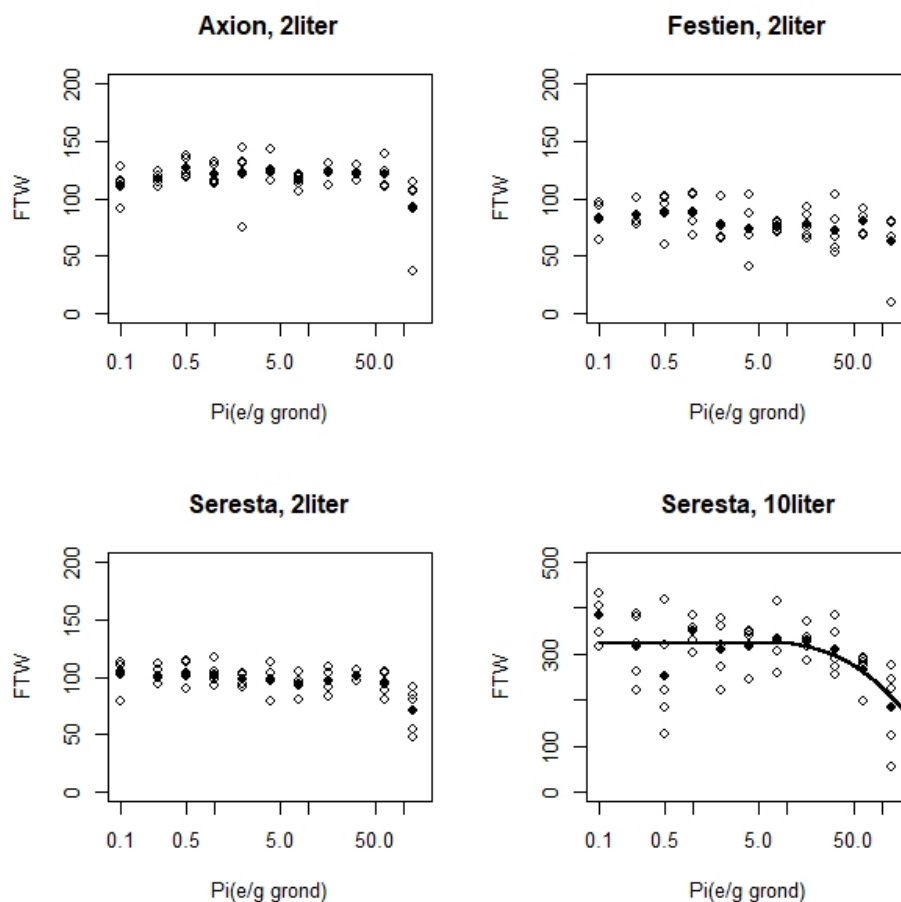 Axion, 2liter
200
150
100
50
0
FTW
0.1 0.5 5.0 50.0
Pi(e/g grond)
Festien, 2liter
200
150
100
50
0
FTW
0.1 0.5 5.0 50.0
Pi(e/g grond)
Seresta, 2liter
200
150
100
50
0
FTW
0.1 0.5 5.0 50.0
Pi(e/g grond)
Seresta, 10liter
500
300
100
0
FTW
0.1 0.5 5.0 50.0
Pi(e/g grond)